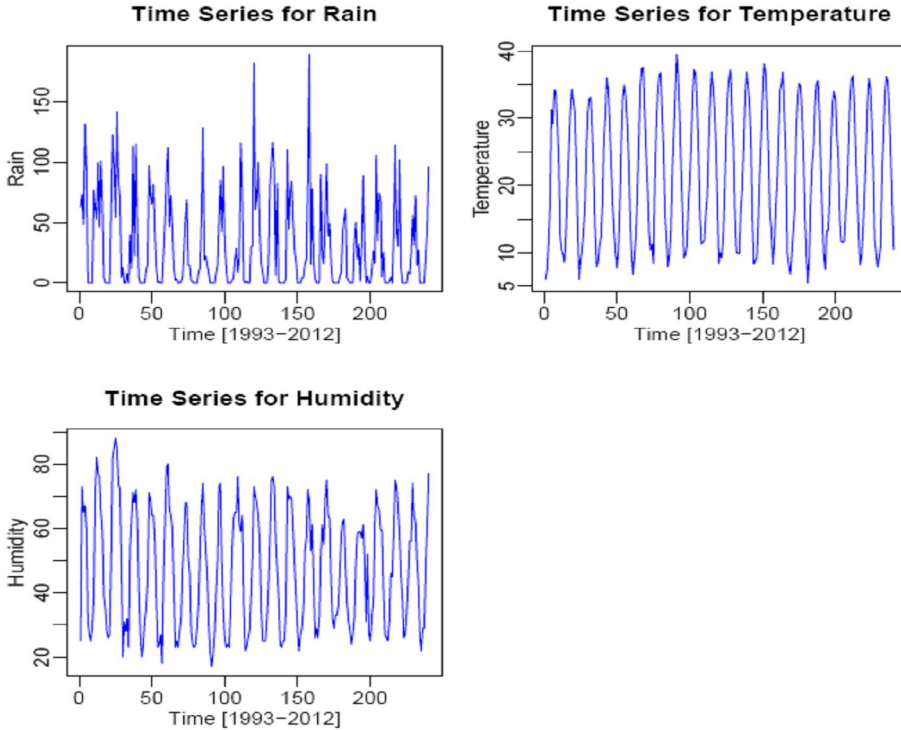 Time Series for Rain
Rain
150
100
50
0
0 50 100 150 200
Time [1993−2012]
Time Series for Temperature
Temperature
40
30
20
10
5
0 50 100 150 200
Time [1993−2012]
Time Series for Humidity
Humidity
80
60
40
20
0 50 100 150 200
Time [1993−2012]